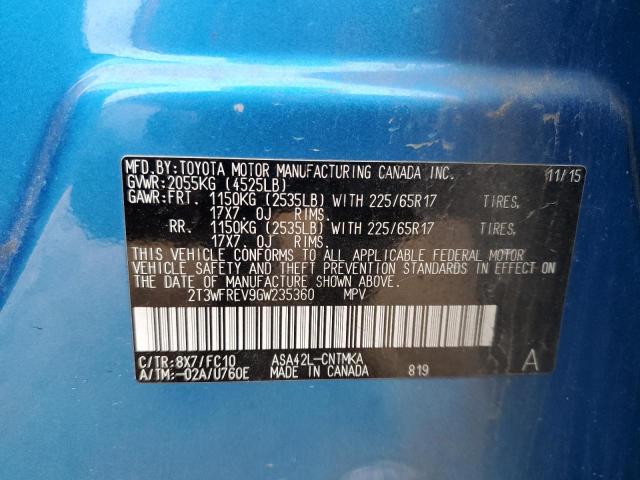 MFD.BY:TOYOTA MOTOR MANUFACTURING CANADA INC. 11/15
GVWR:2055KG (4525LB)
GAWR:FRT. 1150KG (2535LB) WITH 225/65R17 TIRES,
17X7.0J RIMS.
RR. 1150KG (2535LB) WITH 225/65R17 TIRES,
17X7.0J RIMS.
THIS VEHICLE CONFORMS TO ALL APPLICABLE FEDERAL MOTOR
VEHICLE SAFETY AND THEFT PREVENTION STANDARDS IN EFFECT
ON THE DATE OF MANUFACTURE SHOWN ABOVE.
2T3WFREV9GW235360 MPV
C/TR:8X7/FC10 ASA42L-CNTMKA
A/TM:-02A/U760E MADE IN CANADA 819 A